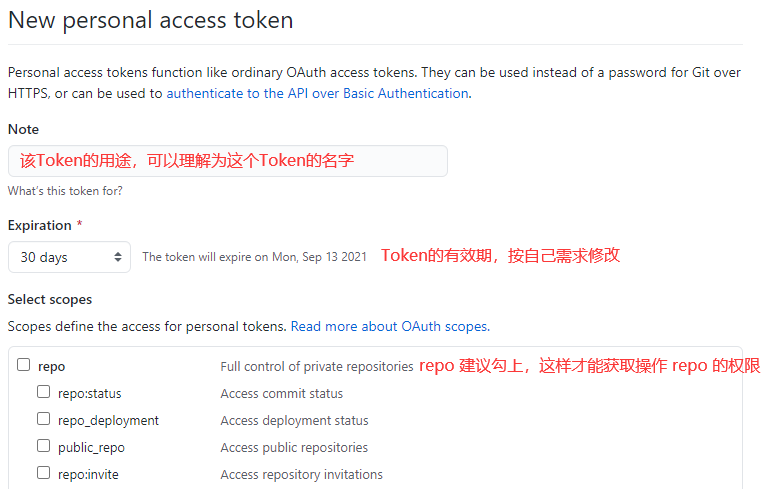 New personal access token
Personal access tokens function like ordinary OAuth access tokens. They can be used instead of a password for Git over
HTTPS, or can be used to authenticate to the API over Basic Authentication.
Note
该Token的用途，可以理解为这个Token的名字
What's this token for?
Expiration *
30 days The token will expire on Mon, Sep 13 2021 Token的有效期，按自己需求修改
Select scopes
Scopes define the access for personal tokens. Read more about OAuth scopes.
repo Full control of private repositories repo 建议勾上，这样才能获取操作 repo 的权限
repo:status Access commit status
repo_deployment Access deployment status
public_repo Access public repositories
repo:invite Access repository invitations